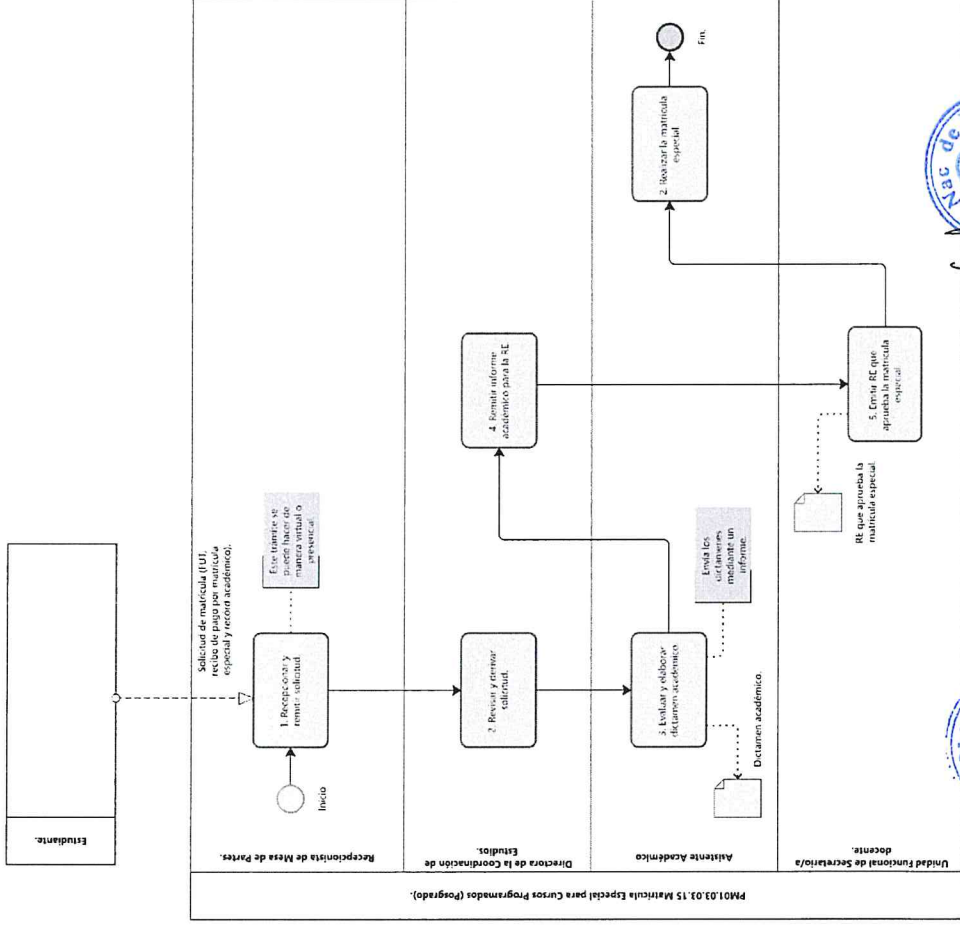 Estudiante.
PM01.03.03.15 Matrícula Especial para Cursos Programados (Posgrado).
Recepcionista de Mesa de Partes.
Inicio
Solicitud de matrícula (FUT,
recibo de pago por matrícula
especial y record académico).
1. Recepcionar y
remitir solicitud.
Este trámite se
puede hacer de
manera virtual o
presencial.
Directora de la Coordinación de
Estudios.
2. Revisar y derivar
solicitud.
4. Remitir informe
académico para la RE
Asistente Académico
3. Evaluar y elaborar
dictamen académico.
Dictamen académico.
Envía los
dictámenes
mediante un
informe.
2. Realizar la matrícula
especial
Fin.
Unidad Funcional de Secretario/a
docente.
5. Emitir RE que
aprueba la matrícula
especial.
RE que aprueba la
matrícula especial.
Nac de